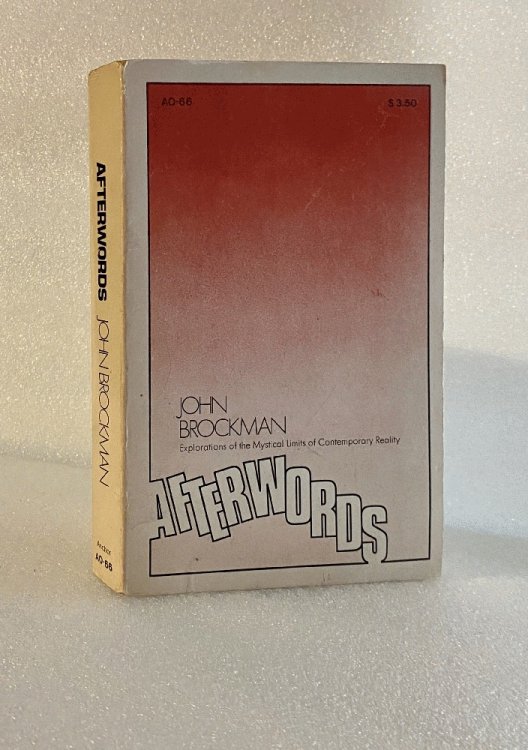 AFTERWORDS JOHN BROCKMAN
Anchor
AO-66
AO-66 $3.50
JOHN
BROCKMAN
Explorations of the Mystical Limits of Contemporary Reality
AFTERWORDS